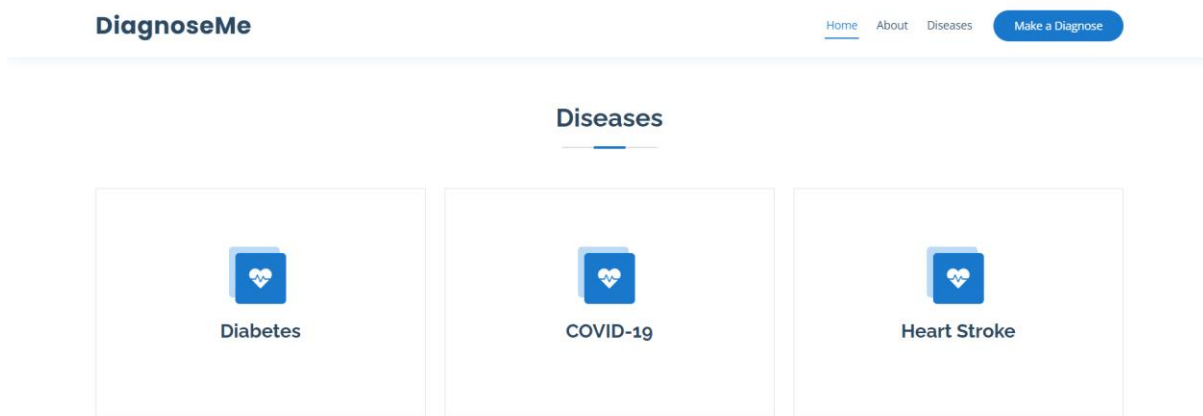 DiagnoseMe
Home About Diseases Make a Diagnose
Diseases
Diabetes
COVID-19
Heart Stroke